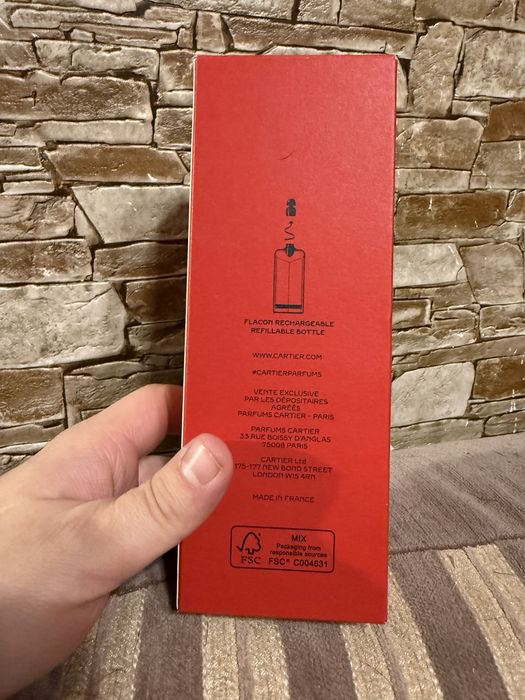 FLACON RECHARGEABLE
REFILLABLE BOTTLE
WWW.CARTIER.COM
#CARTIERPARFUMS
VENTE EXCLUSIVE
PAR LES DÉPOSITAIRES
AGRÉÉS
PARFUMS CARTIER - PARIS
PARFUMS CARTIER
33 RUE BOISSY D'ANGLAS
75008 PARIS
CARTIER Ltd
175-177 NEW BOND STREET
LONDON W1S 4RN
MADE IN FRANCE
MIX
Packaging from
responsible sources
FSC® C004631
FSC